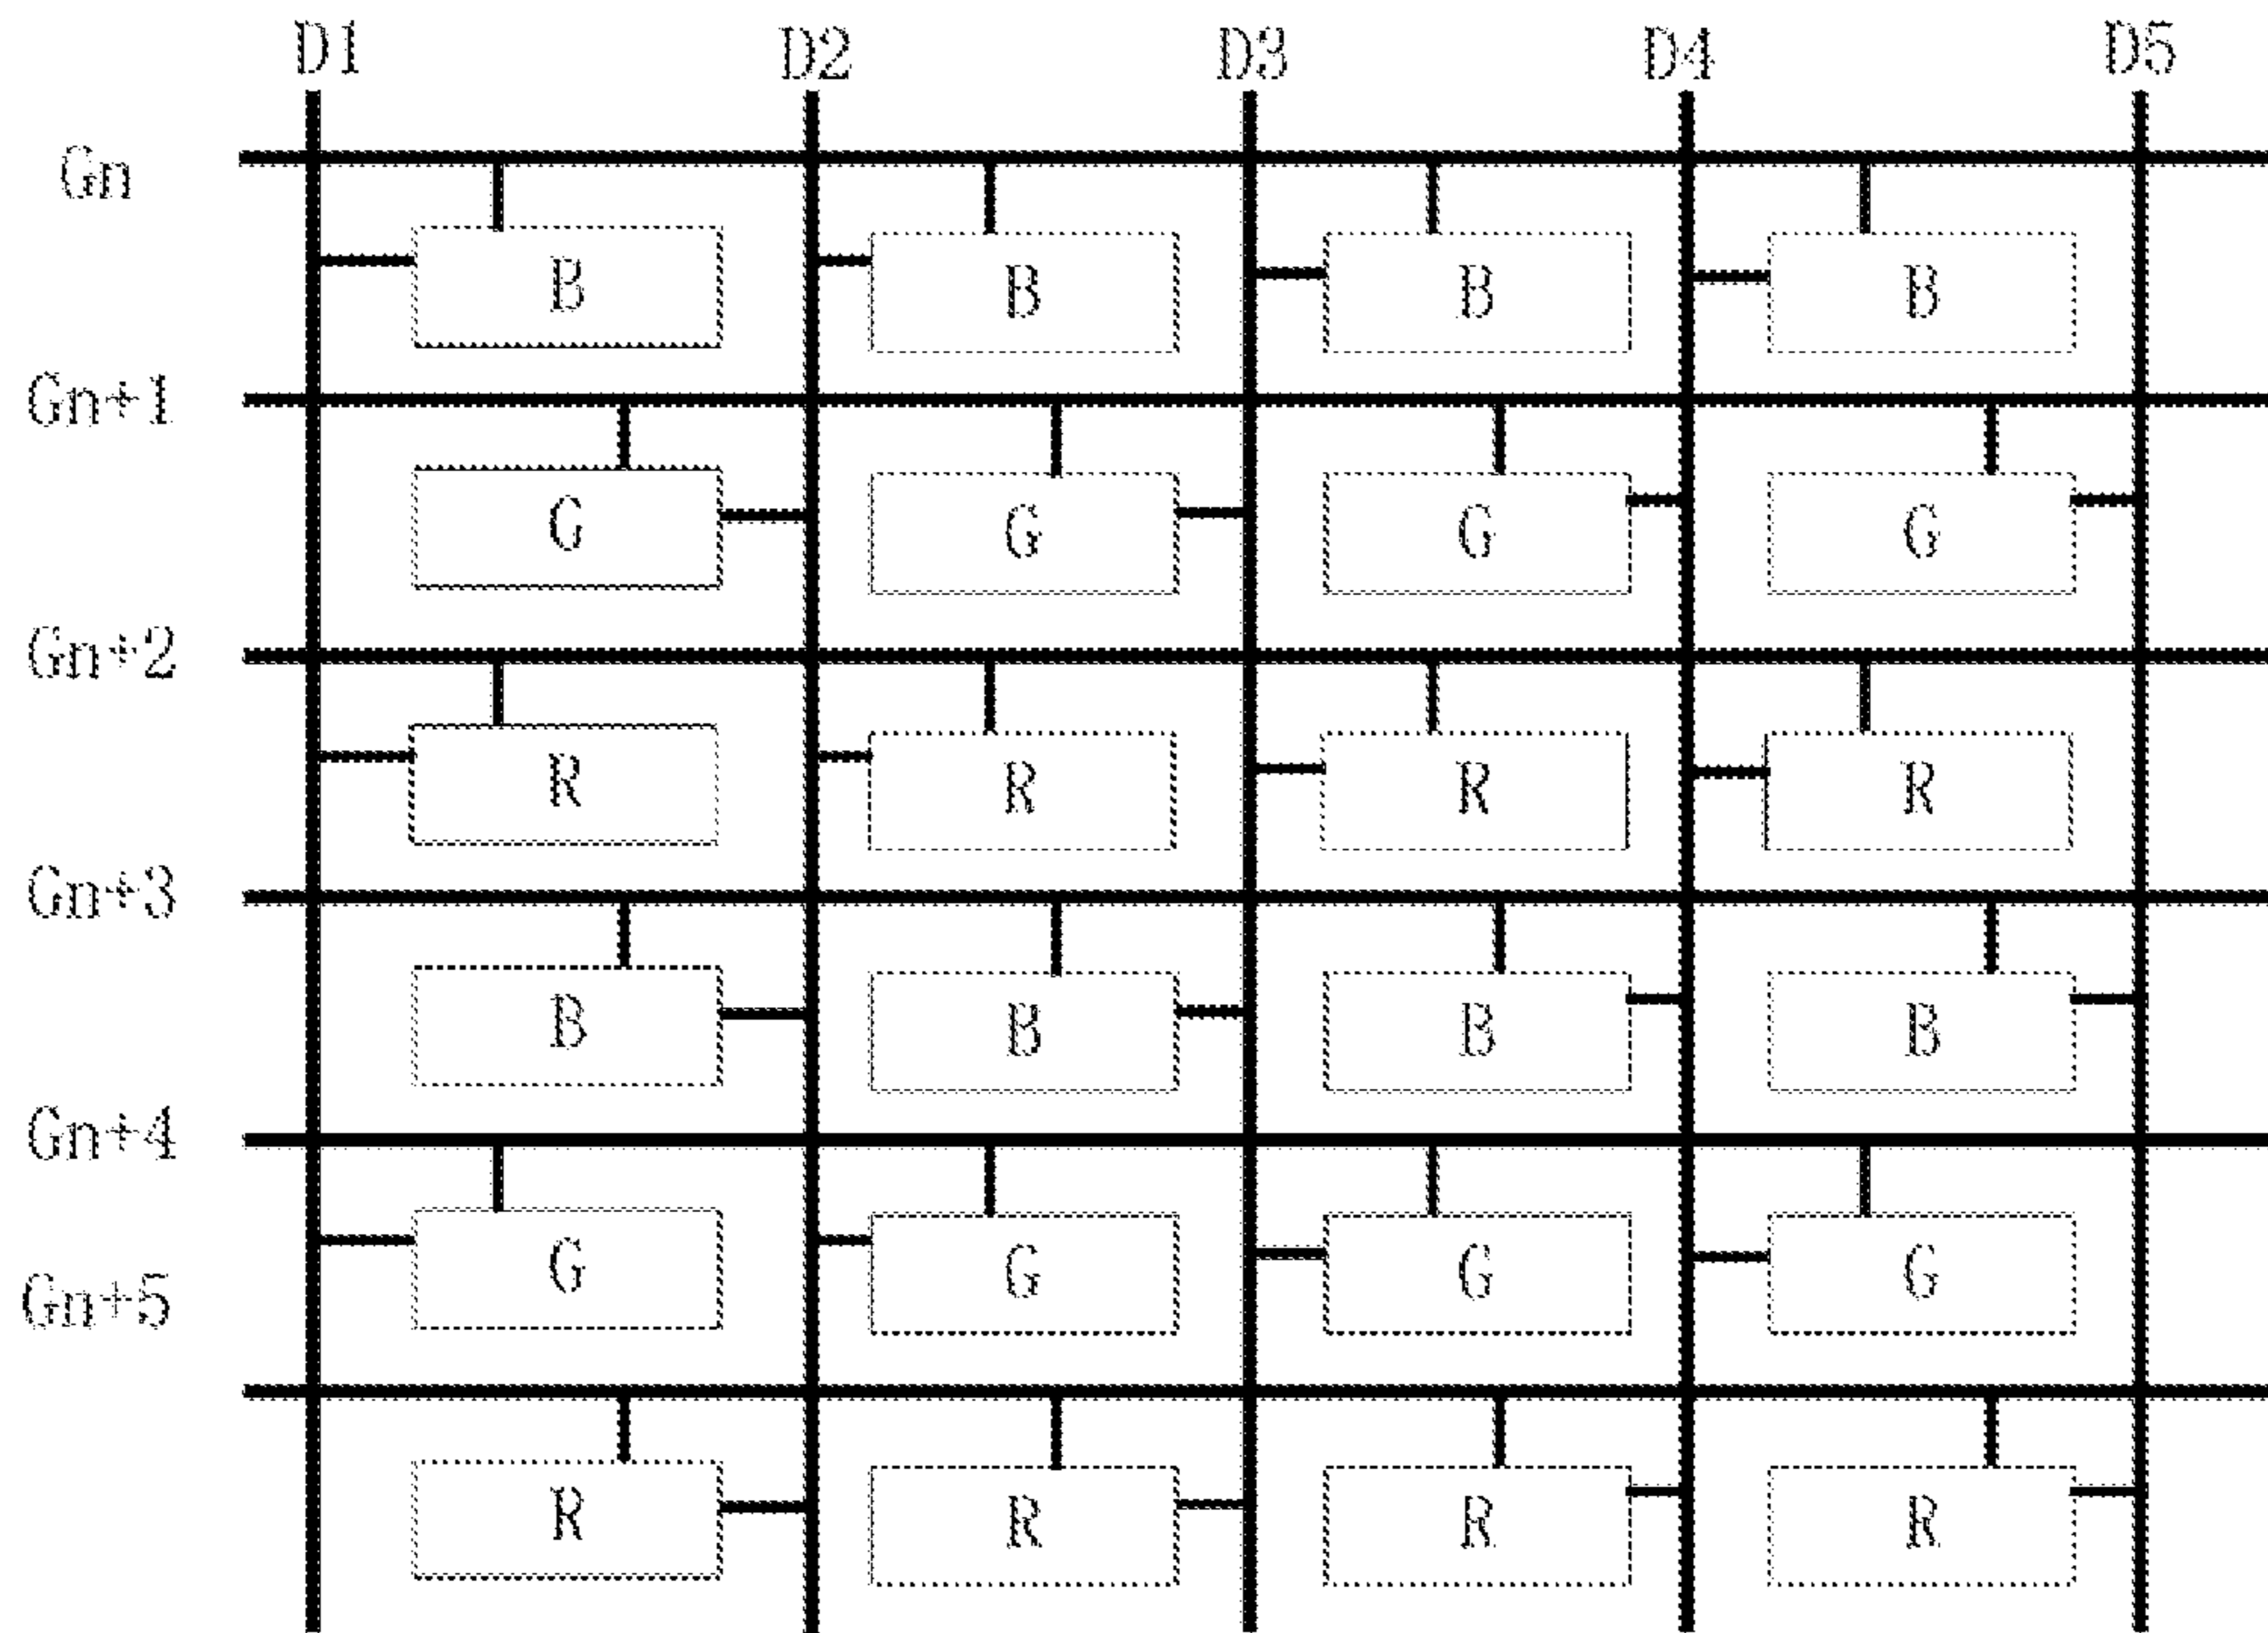 D1 D2 D3 D4 D5
Gn
B B B B
Gn+1
G G G G
Gn+2
R R R R
Gn+3
B B B B
Gn+4
G G G G
Gn+5
R R R R